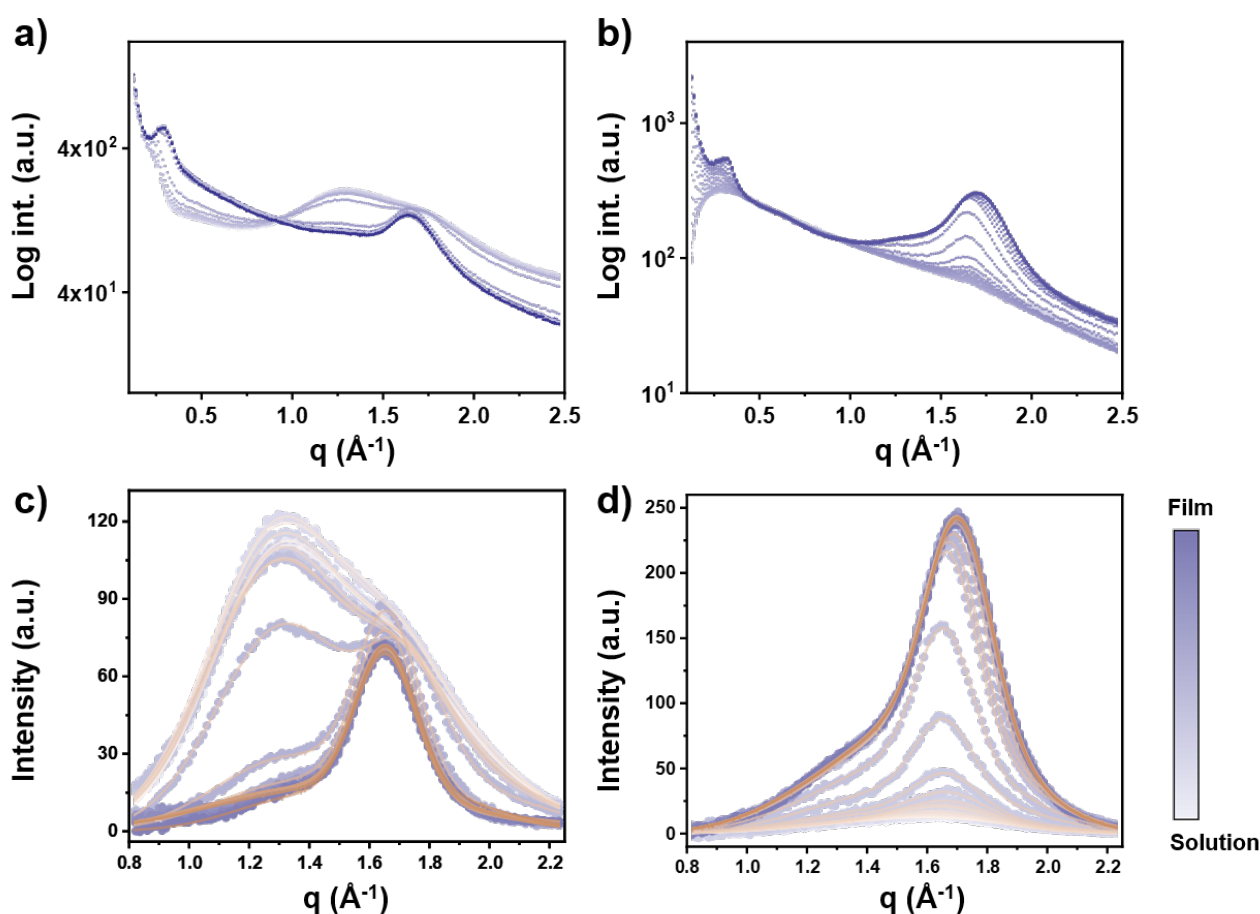 a)
Log int. (a.u.)
4x10²
4x10¹
0.5 1.0 1.5 2.0 2.5
q (Å⁻¹)
b)
Log int. (a.u.)
10³
10²
10¹
0.5 1.0 1.5 2.0 2.5
q (Å⁻¹)
c)
Intensity (a.u.)
120
90
60
30
0
0.8 1.0 1.2 1.4 1.6 1.8 2.0 2.2
q (Å⁻¹)
d)
Intensity (a.u.)
250
200
150
100
50
0
0.8 1.0 1.2 1.4 1.6 1.8 2.0 2.2
q (Å⁻¹)
Film
Solution